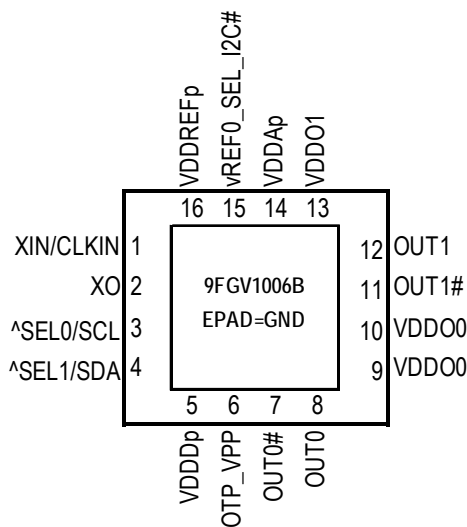 VDDREFp
vREF0_SEL_I2C#
VDDAp
VDDO1
16 15 14 13
XIN/CLKIN 1
XO 2
^SEL0/SCL 3
^SEL1/SDA 4
9FGV1006B
EPAD=GND
12 OUT1
11 OUT1#
10 VDDO0
9 VDDO0
5 6 7 8
VDDDp
OTP_VPP
OUT0#
OUT0